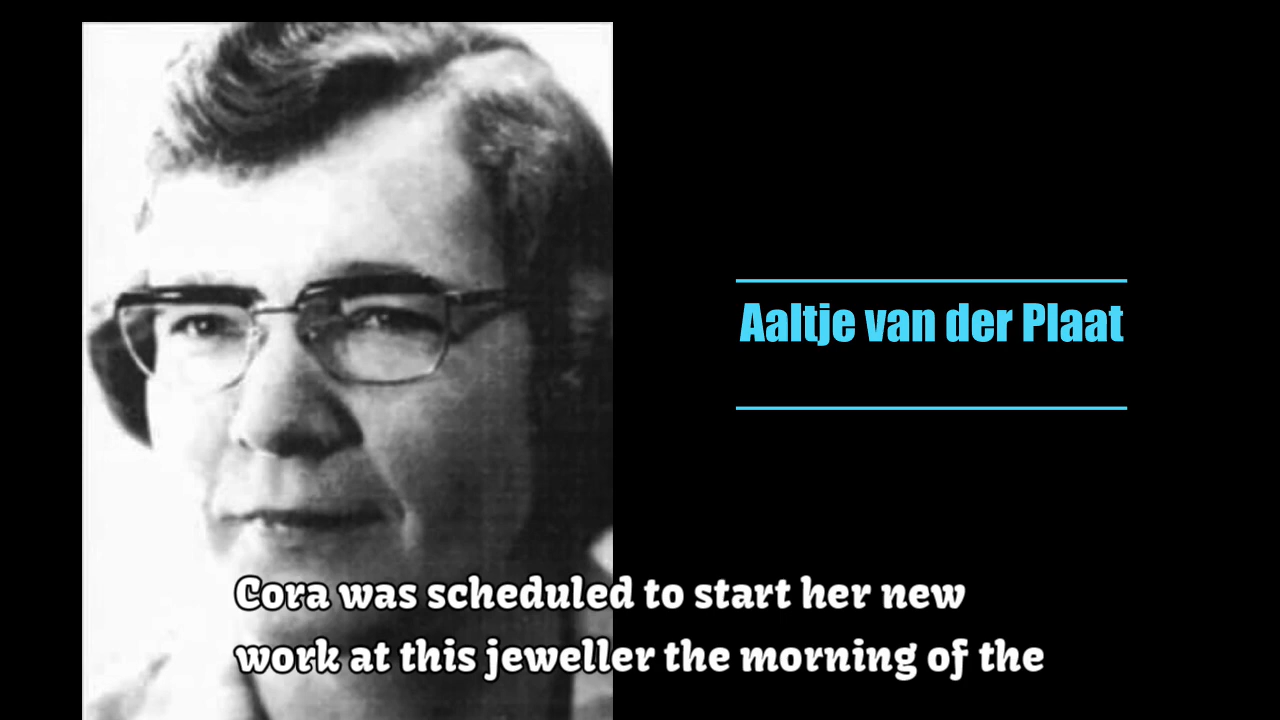 Aaltje van der Plaat
Cora was scheduled to start her new
work at this jeweller the morning of the